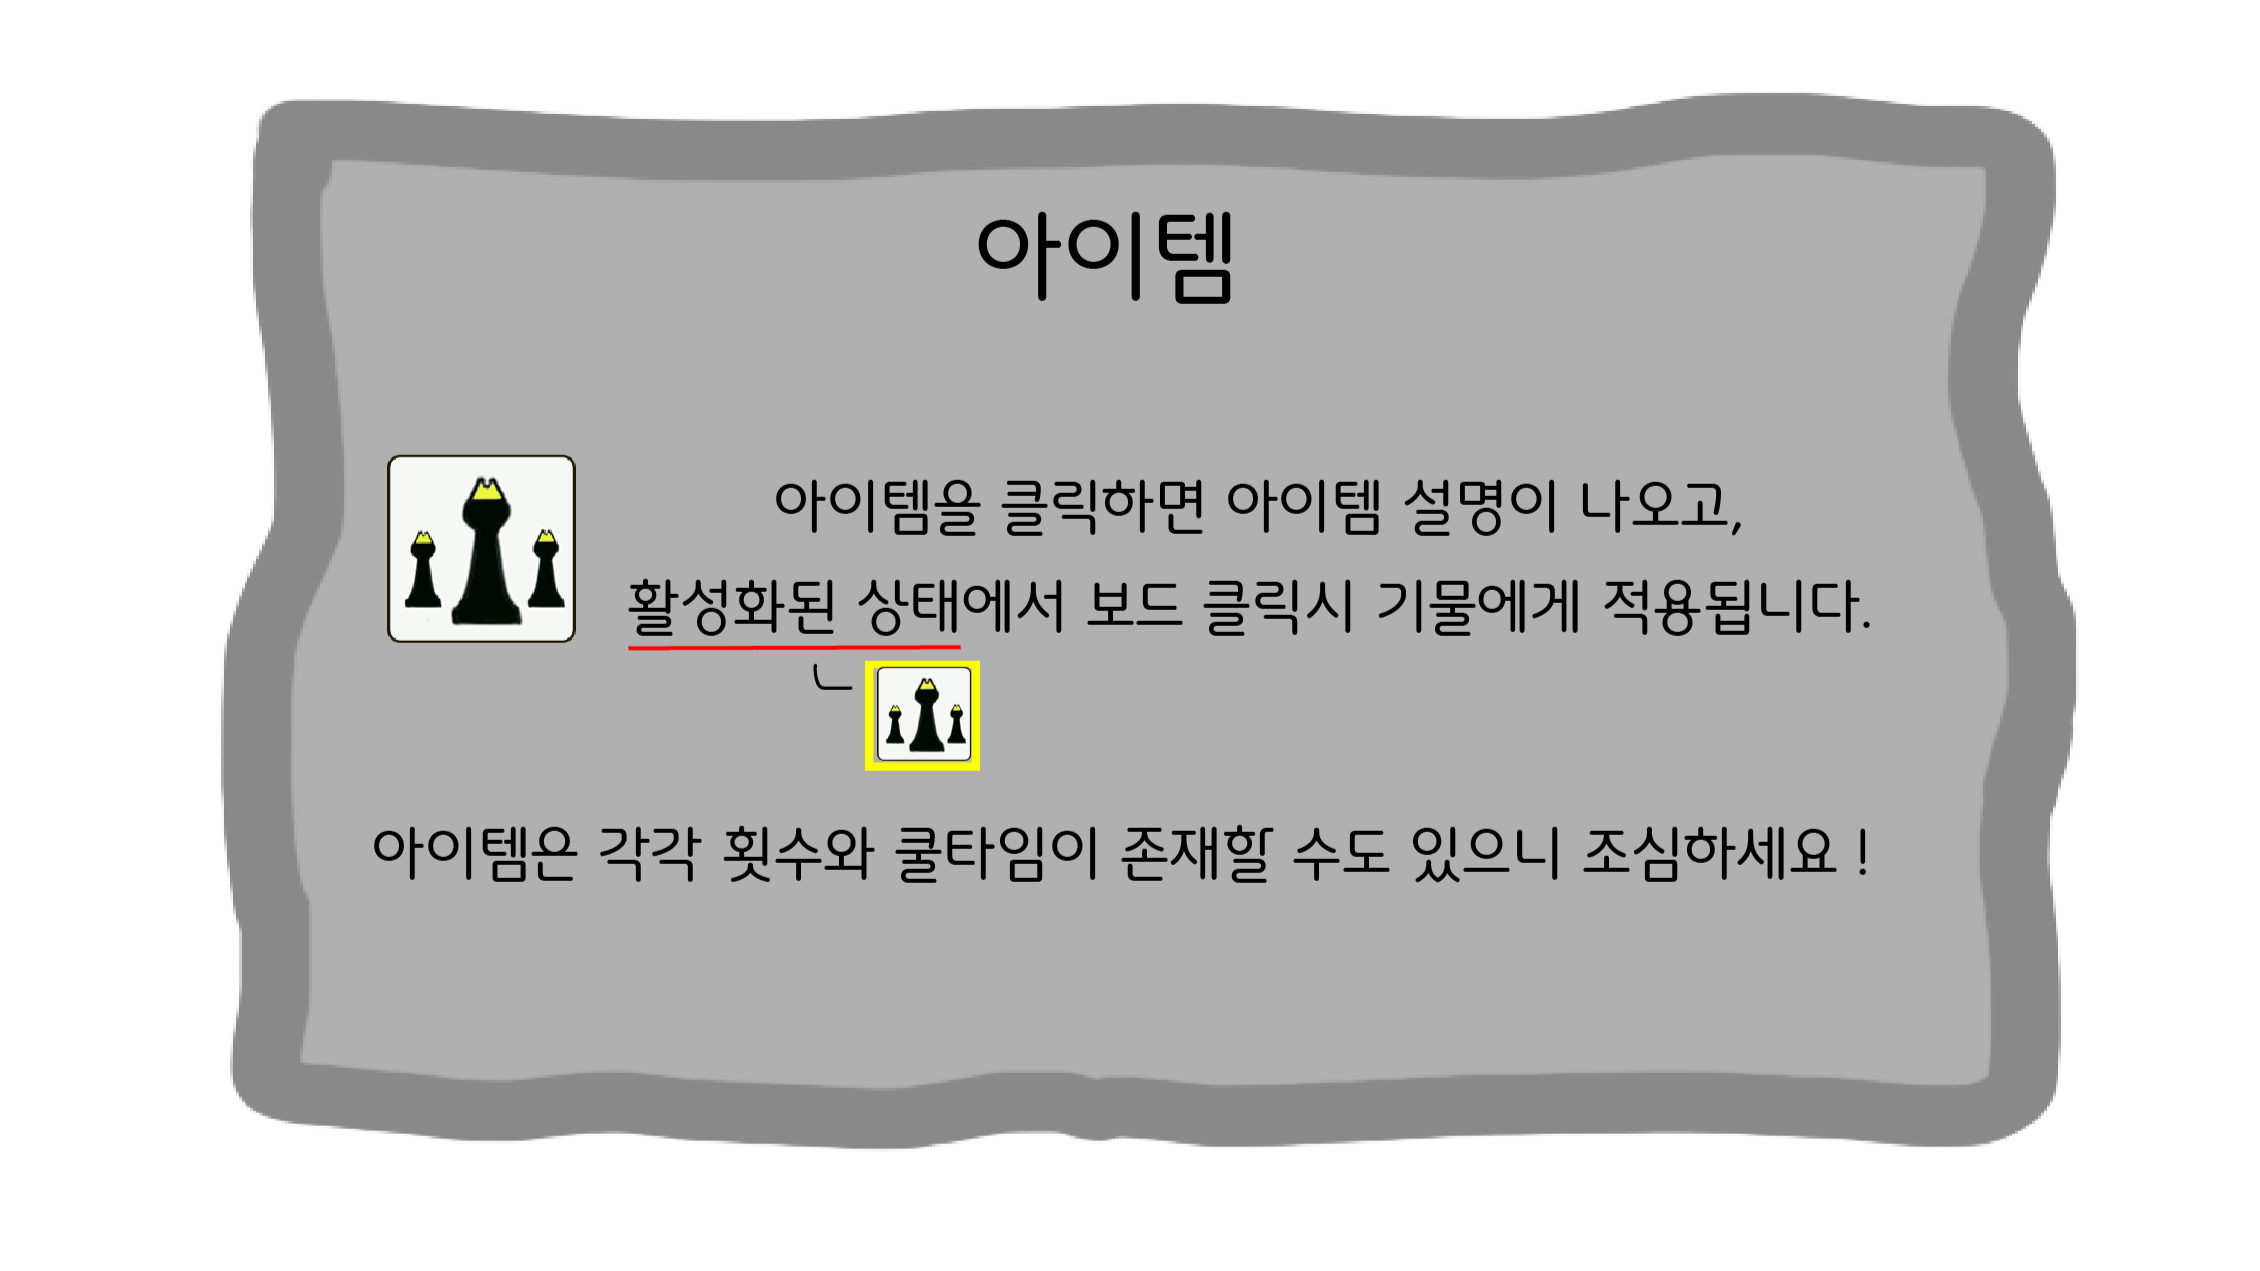 아이템
아이템을 클릭하면 아이템 설명이 나오고,
활성화된 상태에서 보드 클릭시 기물에게 적용됩니다.
아이템은 각각 횟수와 쿨타임이 존재할 수도 있으니 조심하세요 !